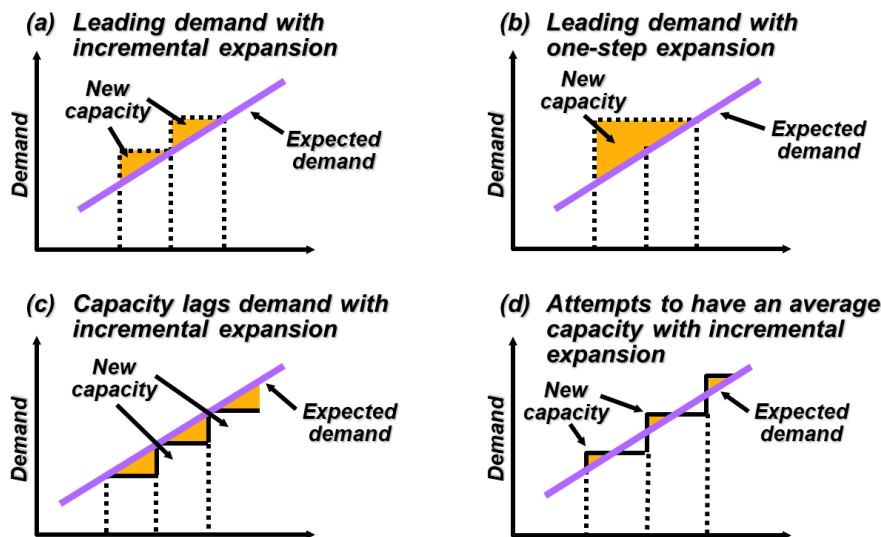 (a) Leading demand with
incremental expansion
Demand
New
capacity
Expected
demand
(b) Leading demand with
one-step expansion
Demand
New
capacity
Expected
demand
(c) Capacity lags demand with
incremental expansion
Demand
New
capacity
Expected
demand
(d) Attempts to have an average
capacity with incremental
expansion
Demand
New
capacity
Expected
demand